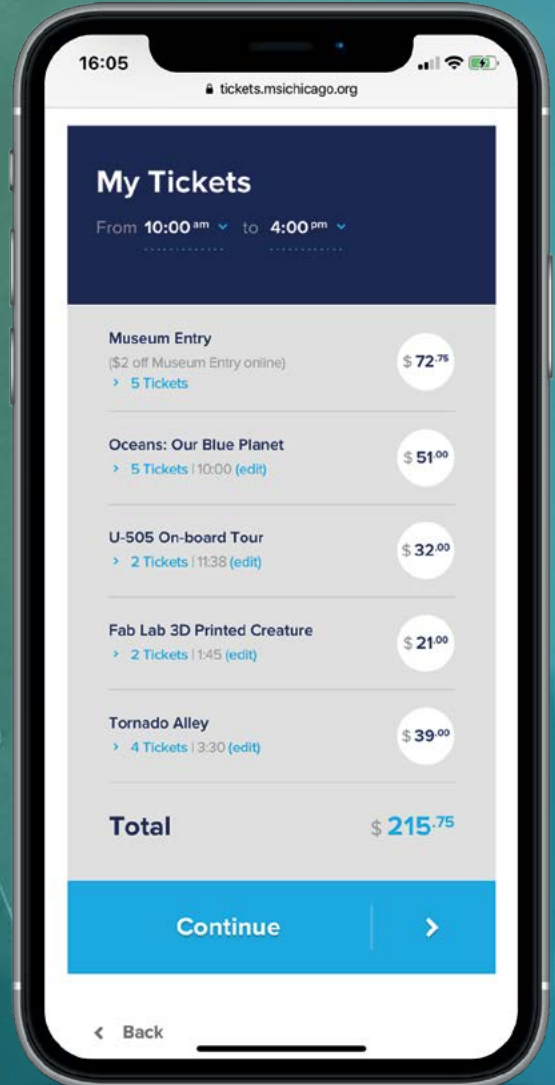 16:05
tickets.msichicago.org
My Tickets
From 10:00 am to 4:00 pm
Museum Entry
($2 off Museum Entry online)
> 5 Tickets
$ 72.75
Oceans: Our Blue Planet
> 5 Tickets | 10:00 (edit)
$ 51.00
U-505 On-board Tour
> 2 Tickets | 11:38 (edit)
$ 32.00
Fab Lab 3D Printed Creature
> 2 Tickets | 1:45 (edit)
$ 21.00
Tornado Alley
> 4 Tickets | 3:30 (edit)
$ 39.00
Total $ 215.75
Continue >
< Back